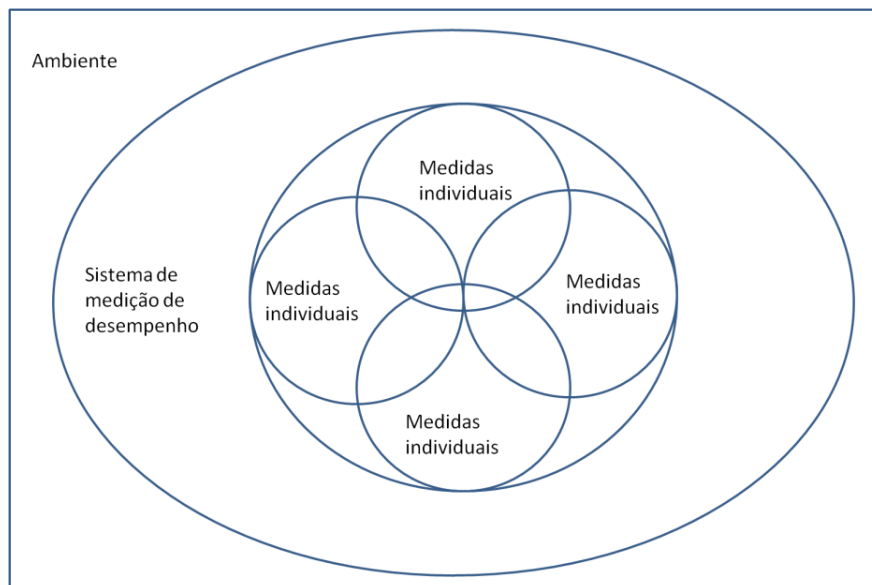 Ambiente
Medidas
individuais
Sistema de
medição de
desempenho
Medidas
individuais
Medidas
individuais
Medidas
individuais